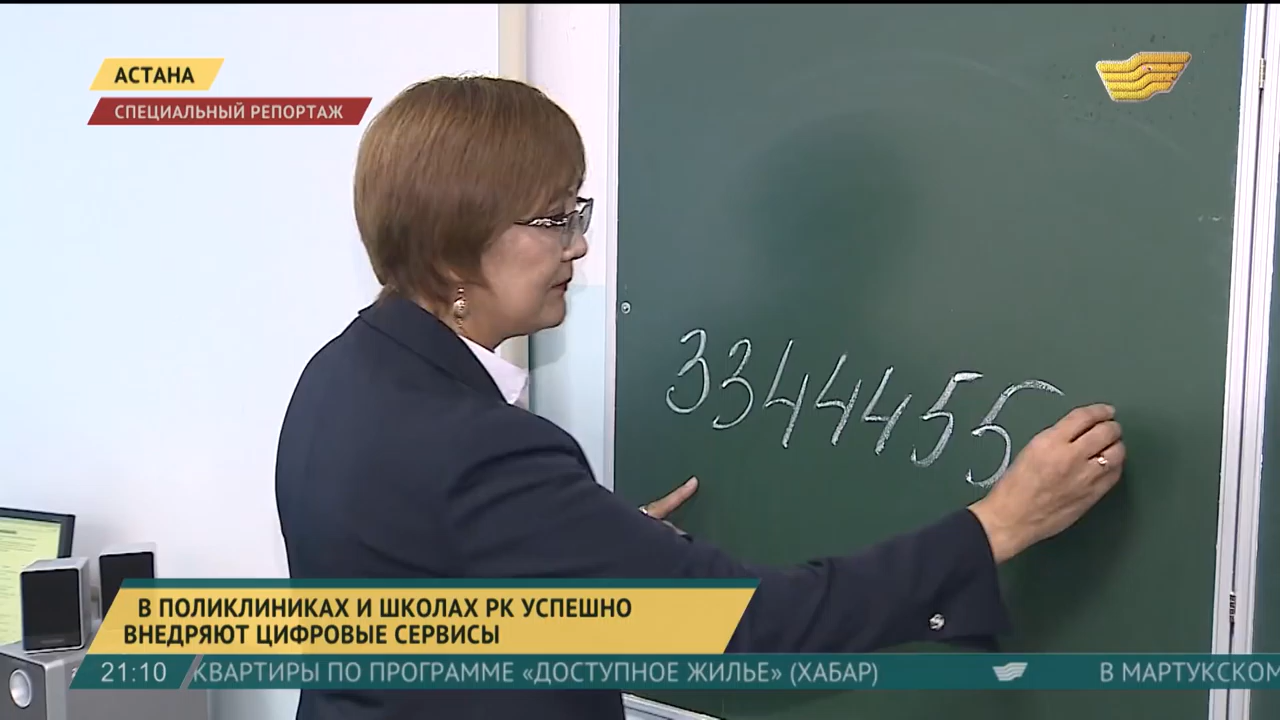 АСТАНА
СПЕЦИАЛЬНЫЙ РЕПОРТАЖ
3344455
В ПОЛИКЛИНИКАХ И ШКОЛАХ РК УСПЕШНО
ВНЕДРЯЮТ ЦИФРОВЫЕ СЕРВИСЫ
21:10 КВАРТИРЫ ПО ПРОГРАММЕ «ДОСТУПНОЕ ЖИЛЬЕ» (ХАБАР) В МАРТУКСКОМ